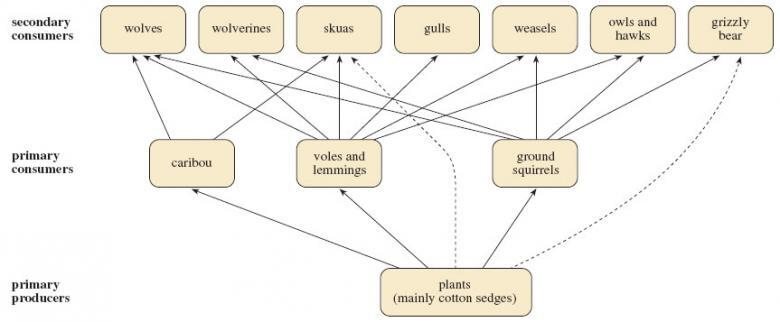 secondary
consumers
wolves
wolverines
skuas
gulls
weasels
owls and
hawks
grizzly
bear
primary
consumers
caribou
voles and
lemmings
ground
squirrels
primary
producers
plants
(mainly cotton sedges)